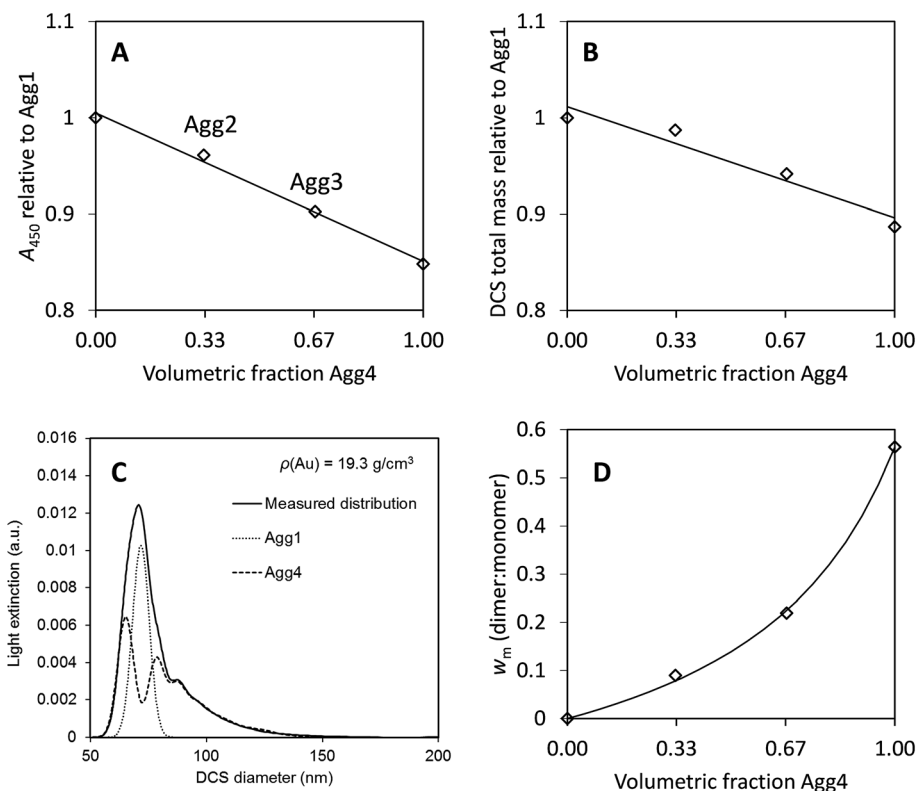 A
A450 relative to Agg1
1.1
1
0.9
0.8
Agg2
Agg3
0.00
0.33
0.67
1.00
Volumetric fraction Agg4
B
DCS total mass relative to Agg1
1.1
1
0.9
0.8
0.00
0.33
0.67
1.00
Volumetric fraction Agg4
C
Light extinction (a.u.)
0.016
0.014
0.012
0.01
0.008
0.006
0.004
0.002
0
ρ(Au) = 19.3 g/cm³
Measured distribution
Agg1
Agg4
50
100
150
200
DCS diameter (nm)
D
wm (dimer:monomer)
0.6
0.5
0.4
0.3
0.2
0.1
0
0.00
0.33
0.67
1.00
Volumetric fraction Agg4